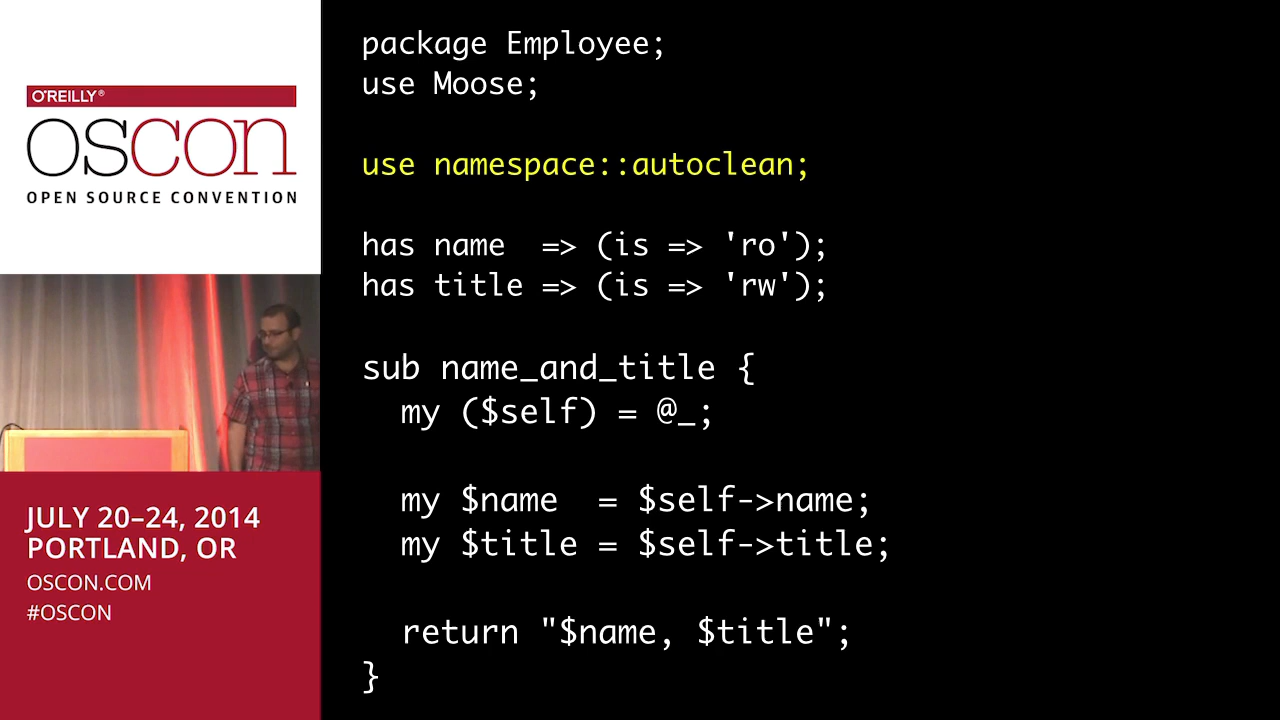 O'REILLY®
OSCON
OPEN SOURCE CONVENTION
JULY 20–24, 2014
PORTLAND, OR
OSCON.COM
#OSCON
package Employee;
use Moose;
use namespace::autoclean;
has name  => (is => 'ro');
has title => (is => 'rw');
sub name_and_title {
  my ($self) = @_;
  my $name  = $self->name;
  my $title = $self->title;
  return "$name, $title";
}